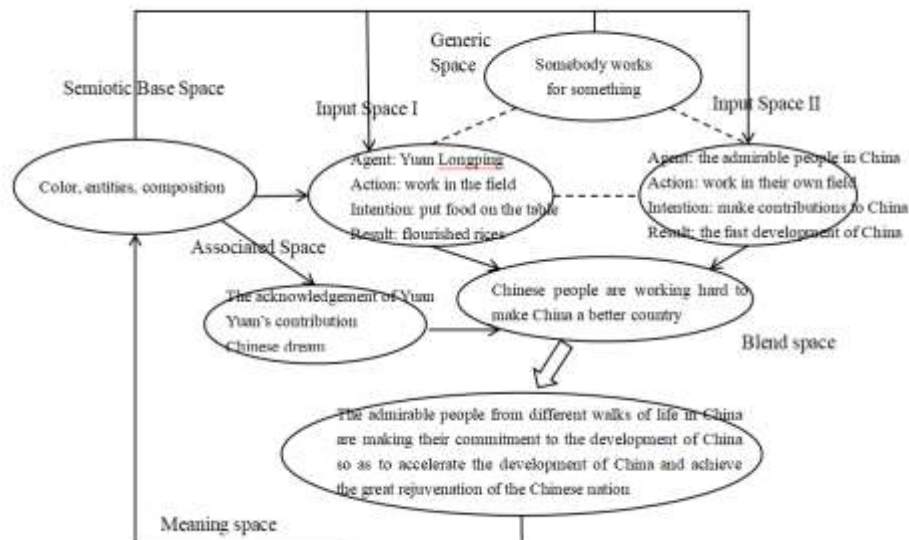 Generic
Space
Somebody works
for something
Semiotic Base Space
Input Space I
Input Space II
Color, entities, composition
Agent: Yuan Longping
Action: work in the field
Intention: put food on the table
Result: flourished rices
Agent: the admirable people in China
Action: work in their own field
Intention: make contributions to China
Result: the fast development of China
Associated Space
The acknowledgement of Yuan
Yuan's contribution
Chinese dream
Chinese people are working hard to
make China a better country
Blend space
The admirable people from different walks of life in China
are making their commitment to the development of China
so as to accelerate the development of China and achieve
the great rejuvenation of the Chinese nation
Meaning space